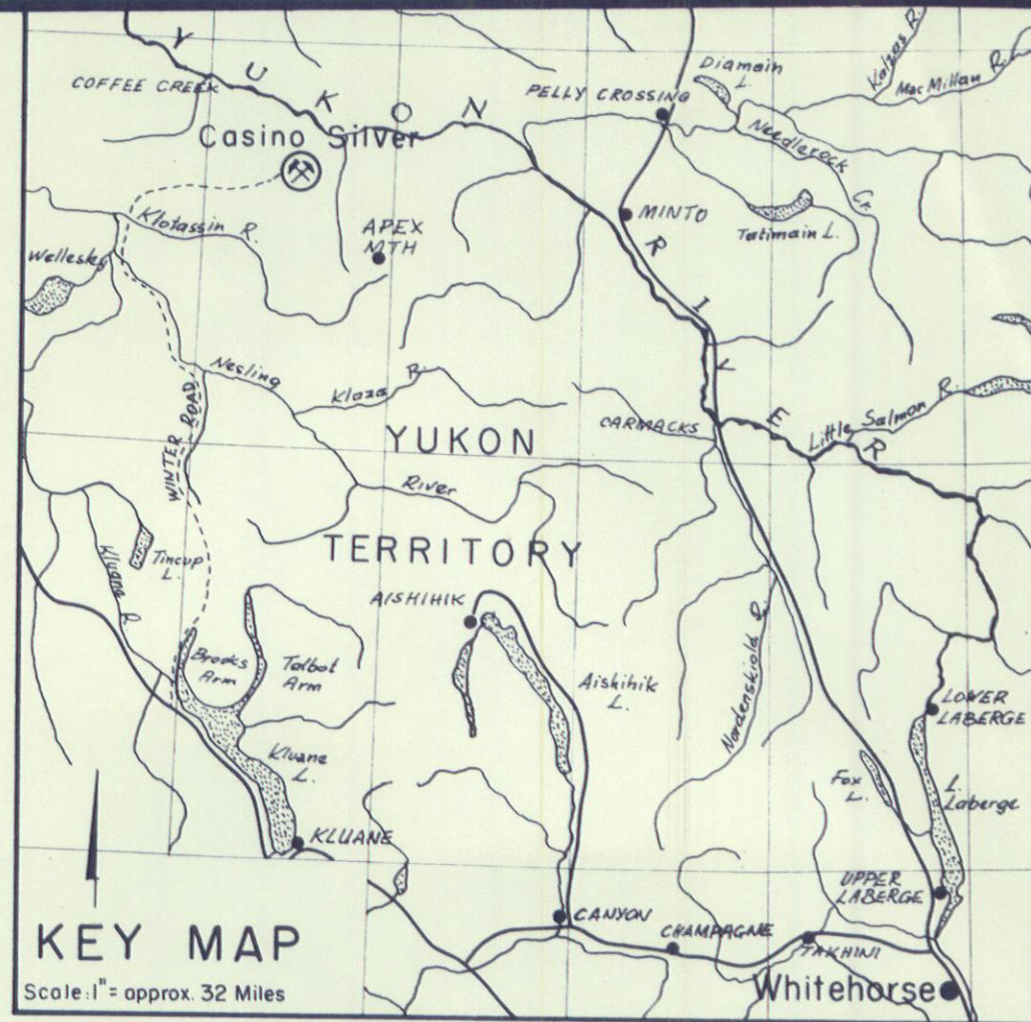 Kalzas R.
Diamain
L.
MacMillan R.
COFFEE CREEK
YUKON
PELLY CROSSING
Needlerock
Cr.
Casino Silver
Klotassin R.
MINTO
APEX
MTH
Tatimain L.
Wellesley
RIVER
Nesling
Klaza R.
WINTER ROAD
CARMACKS
Little Salmon R.
YUKON
River
TERRITORY
Tincup
L.
Kluane R.
AISHIHIK
Nordenskiold R.
Brooks
Arm
Talbot
Arm
Aishihik
L.
LOWER
LABERGE
Kluane
L.
Fox
L.
L.
Laberge
KLUANE
UPPER
LABERGE
CANYON
CHAMPAGNE
TAKHINI
KEY MAP
Whitehorse
Scale: 1" = approx. 32 Miles